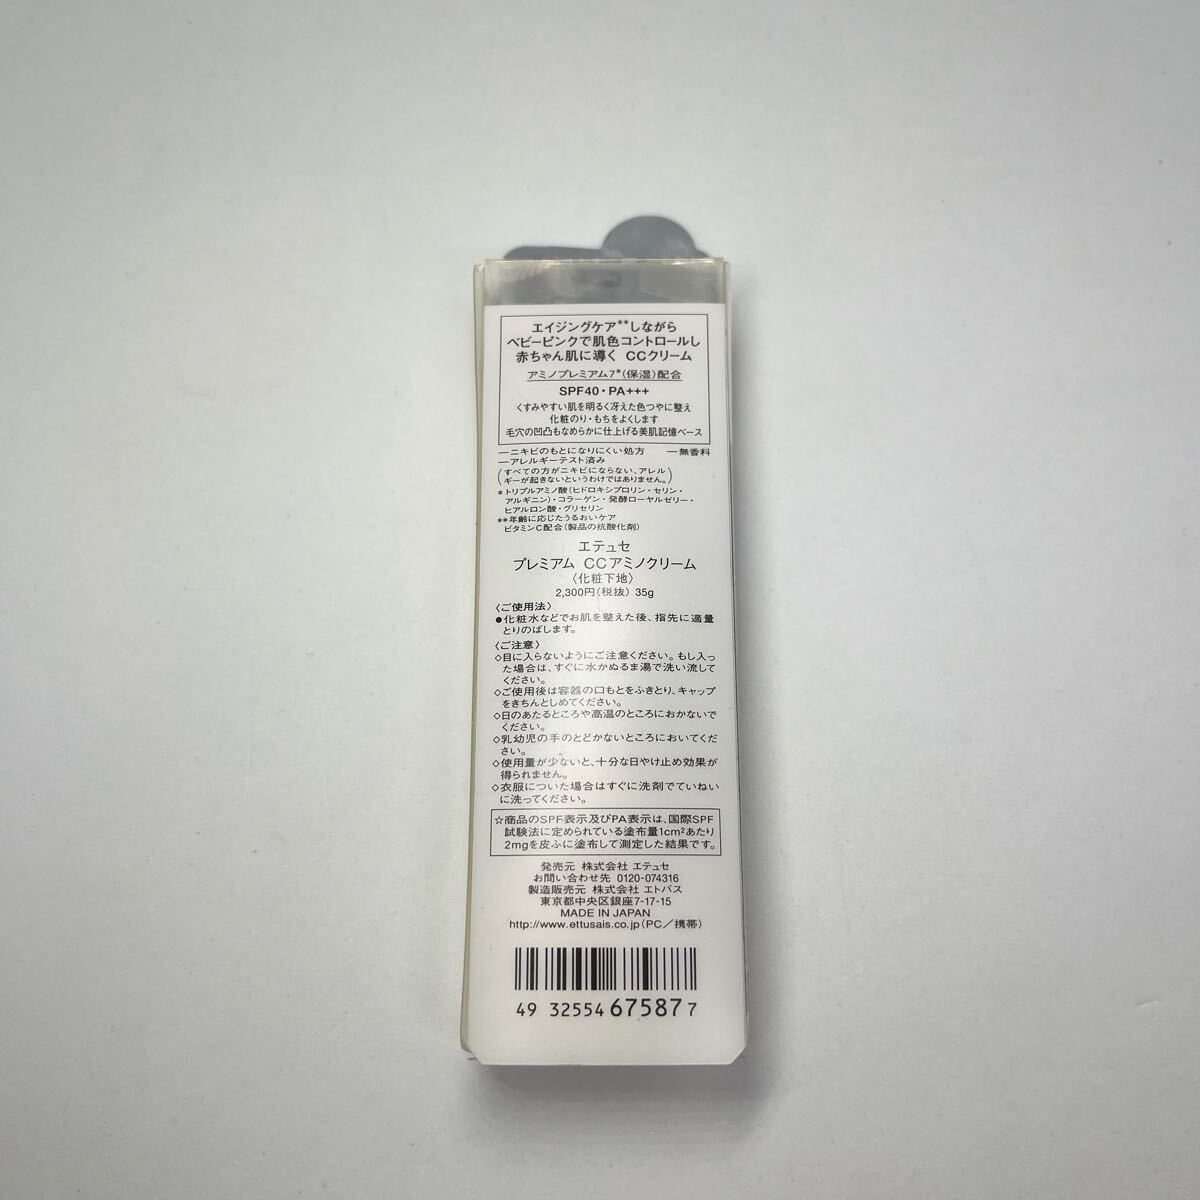 エイジングケア**しながら
ベビーピンクで肌色コントロールし
赤ちゃん肌に導く CCクリーム
アミノプレミアム7*(保湿)配合
SPF40・PA+++
くすみやすい肌を明るく冴えた色つやに整え
化粧のり・もちをよくします
毛穴の凹凸もなめらかに仕上げる美肌記憶ベース
—ニキビのもとになりにくい処方 —無香料
—アレルギーテスト済み
(すべての方がニキビにならない、アレル
ギーが起きないというわけではありません。)
*トリプルアミノ酸(ヒドロキシプロリン・セリン・
アルギニン)・コラーゲン・発酵ローヤルゼリー・
ヒアルロン酸・グリセリン
**年齢に応じたうるおいケア
ビタミンC配合(製品の抗酸化剤)
エテュセ
プレミアム CCアミノクリーム
〈化粧下地〉
2,300円(税抜) 35g
〈ご使用法〉
●化粧水などでお肌を整えた後、指先に適量
とりのばします。
〈ご注意〉
◇目に入らないようにご注意ください。もし入っ
た場合は、すぐに水かぬるま湯で洗い流して
ください。
◇ご使用後は容器の口もとをふきとり、キャップ
をきちんとしめてください。
◇日のあたるところや高温のところにおかないで
ください。
◇乳幼児の手のとどかないところにおいてくだ
さい。
◇使用量が少ないと、十分な日やけ止め効果が
得られません。
◇衣服についた場合はすぐに洗剤でていねい
に洗ってください。
☆商品のSPF表示及びPA表示は、国際SPF
試験法に定められている塗布量1cm²あたり
2mgを皮ふに塗布して測定した結果です。
発売元 株式会社 エテュセ
お問い合わせ先 0120-074316
製造販売元 株式会社 エトバス
東京都中央区銀座7-17-15
MADE IN JAPAN
http://www.ettusais.co.jp(PC／携帯)
49 32554 67587 7